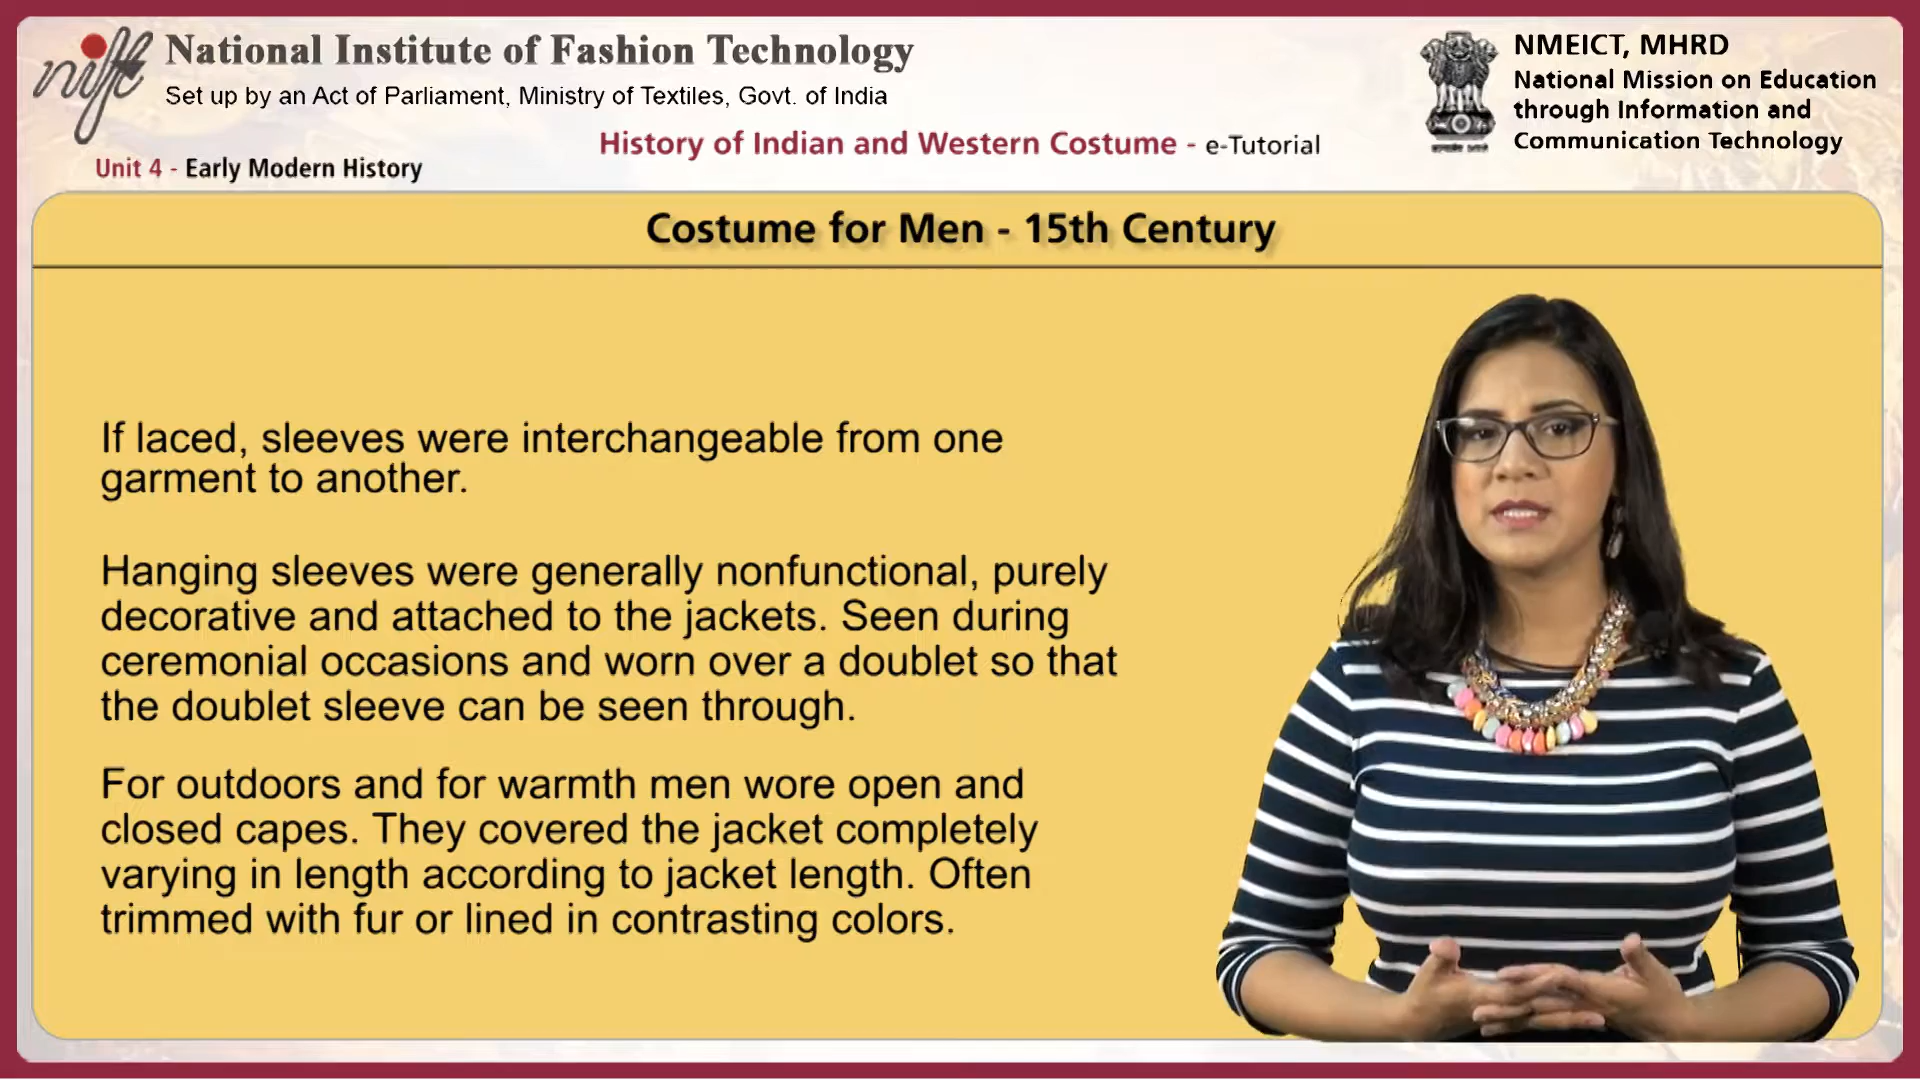 nift
National Institute of Fashion Technology
Set up by an Act of Parliament, Ministry of Textiles, Govt. of India
NMEICT, MHRD
National Mission on Education
through Information and
Communication Technology
History of Indian and Western Costume - e-Tutorial
Unit 4 - Early Modern History
Costume for Men - 15th Century
If laced, sleeves were interchangeable from one
garment to another.
Hanging sleeves were generally nonfunctional, purely
decorative and attached to the jackets. Seen during
ceremonial occasions and worn over a doublet so that
the doublet sleeve can be seen through.
For outdoors and for warmth men wore open and
closed capes. They covered the jacket completely
varying in length according to jacket length. Often
trimmed with fur or lined in contrasting colors.